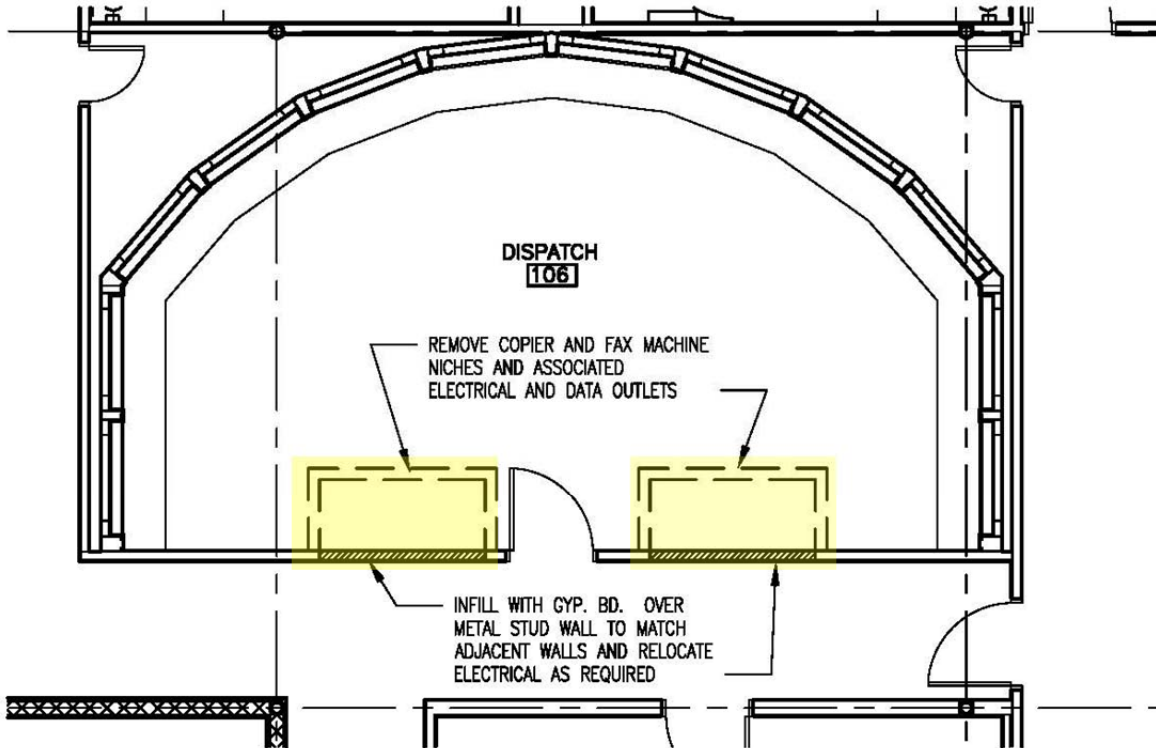 DISPATCH
106
REMOVE COPIER AND FAX MACHINE
NICHES AND ASSOCIATED
ELECTRICAL AND DATA OUTLETS
INFILL WITH GYP. BD. OVER
METAL STUD WALL TO MATCH
ADJACENT WALLS AND RELOCATE
ELECTRICAL AS REQUIRED